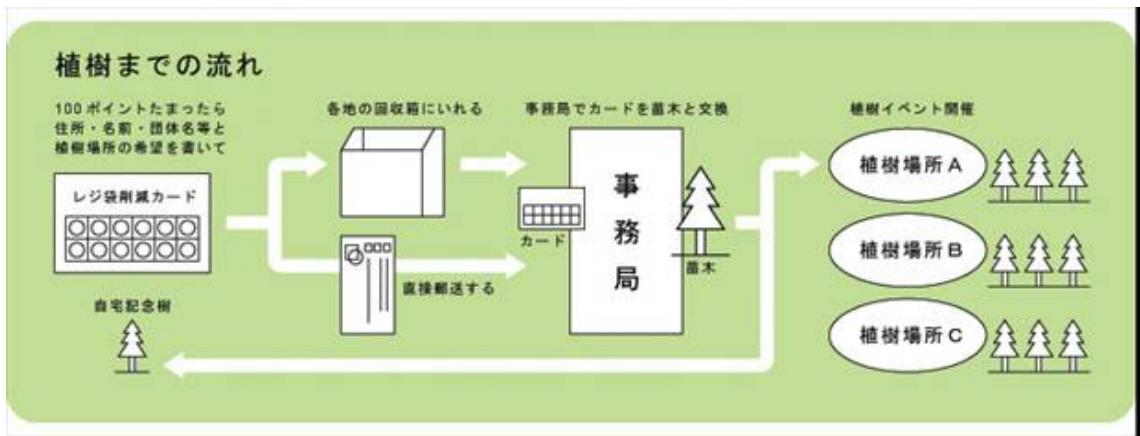 植樹までの流れ
100ポイントたまったら
住所・名前・団体名等と
植樹場所の希望を書いて
レジ袋削減カード
各地の回収箱にいれる
直接郵送する
事務局でカードを苗木と交換
カード
事務局
苗木
植樹イベント開催
植樹場所A
植樹場所B
植樹場所C
自宅記念樹